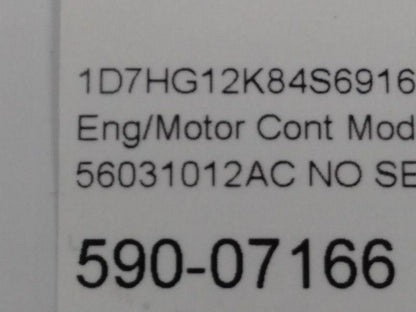 1D7HG12K84S6916
Eng/Motor Cont Mod
56031012AC NO SE
590-07166